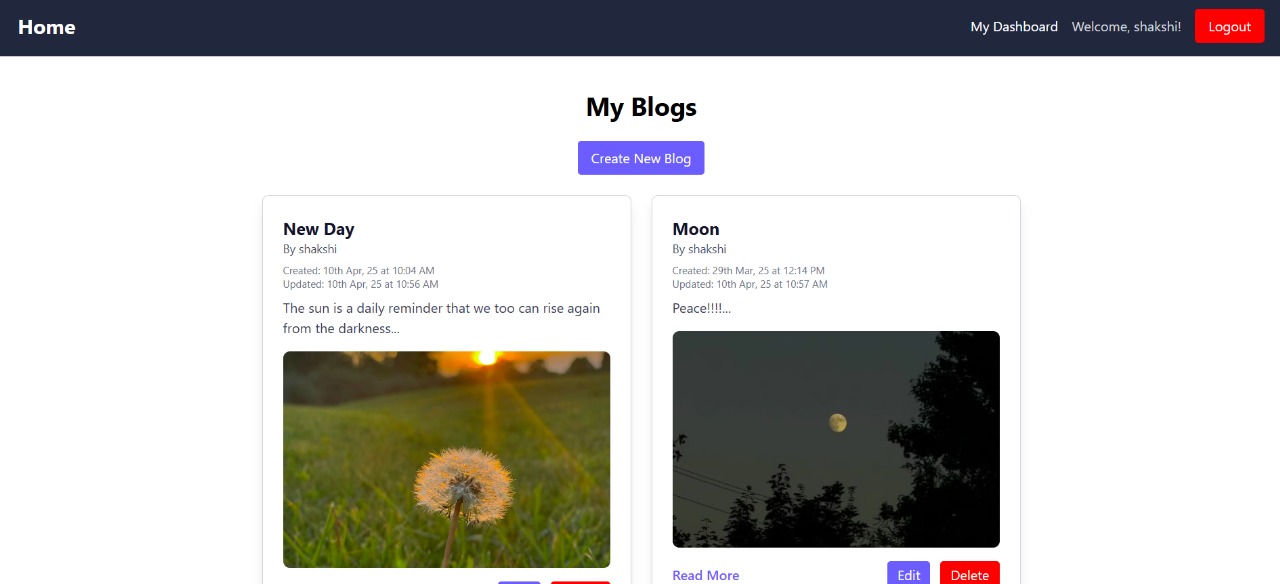 Home
My Dashboard
Welcome, shakshi!
Logout
My Blogs
Create New Blog
New Day
By shakshi
Created: 10th Apr, 25 at 10:04 AM
Updated: 10th Apr, 25 at 10:56 AM
The sun is a daily reminder that we too can rise again
from the darkness...
Moon
By shakshi
Created: 29th Mar, 25 at 12:14 PM
Updated: 10th Apr, 25 at 10:57 AM
Peace!!!!...
Read More
Edit
Delete